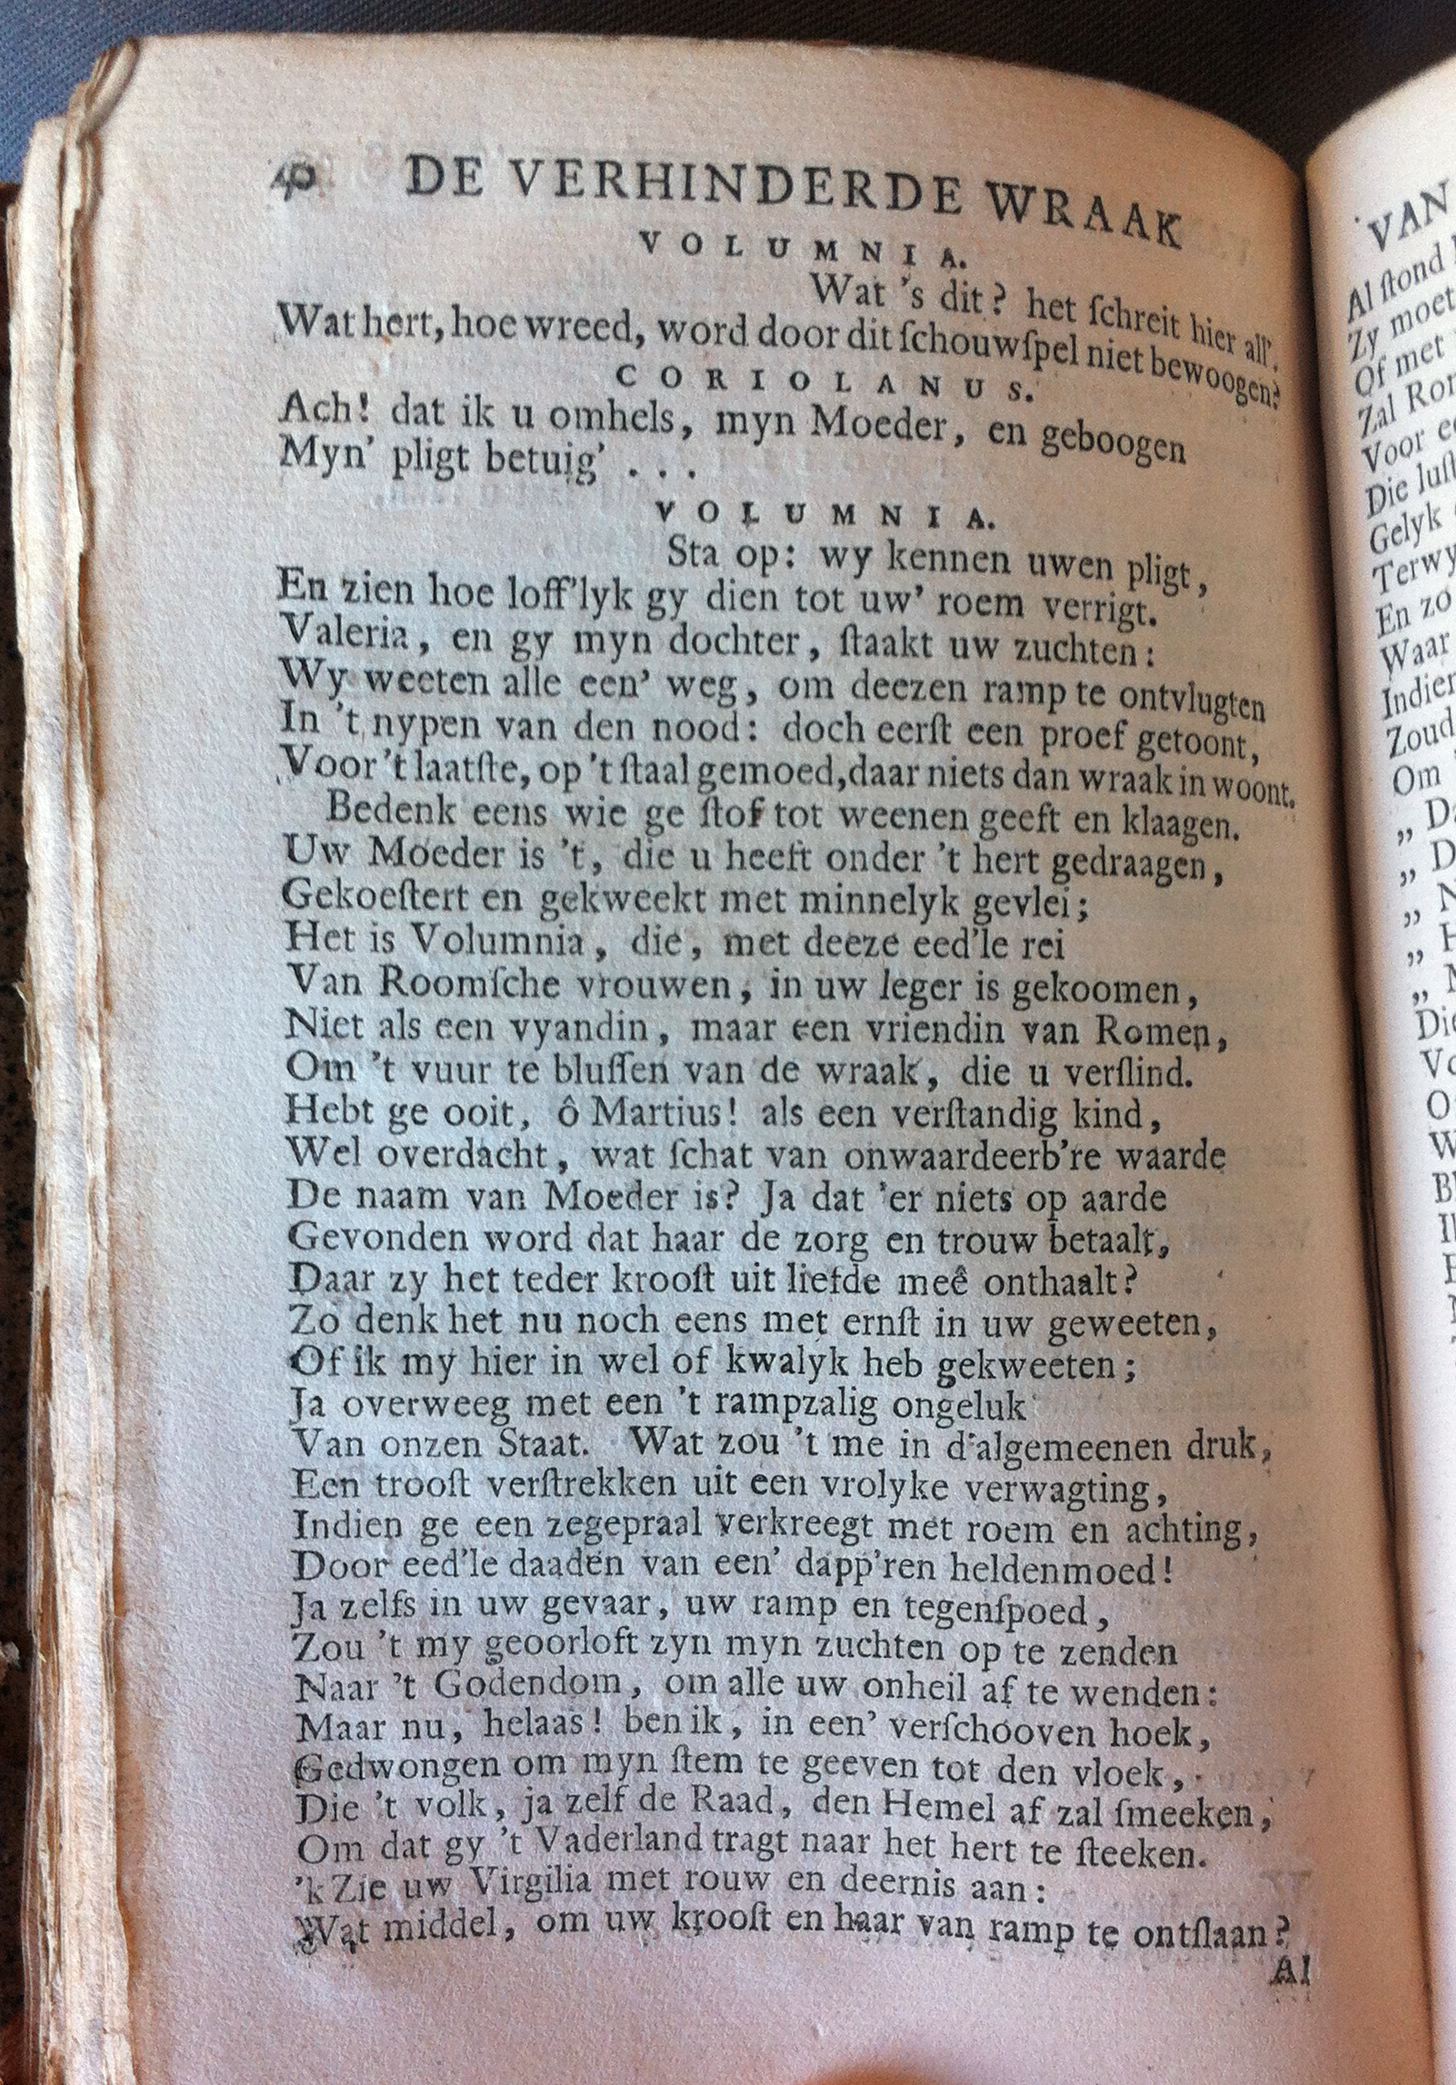 40 DE VERHINDERDE WRAAK
VOLUMNIA.
Wat 's dit? het ſchreit hier all'.
Wat hert, hoe wreed, word door dit ſchouwſpel niet bewoogen?
CORIOLANUS.
Ach! dat ik u omhels, myn Moeder, en geboogen
Myn' pligt betuig' . . .
VOLUMNIA.
Sta op: wy kennen uwen pligt,
En zien hoe loff'lyk gy dien tot uw' roem verrigt.
Valeria, en gy myn dochter, ſtaakt uw zuchten:
Wy weeten alle een' weg, om deezen ramp te ontvlugten
In 't nypen van den nood: doch eerſt een proef getoont,
Voor 't laatſte, op 't ſtaal gemoed, daar niets dan wraak in woont.
Bedenk eens wie ge ſtof tot weenen geeft en klaagen.
Uw Moeder is 't, die u heeft onder 't hert gedraagen,
Gekoeſtert en gekweekt met minnelyk gevlei;
Het is Volumnia, die, met deeze eed'le rei
Van Roomſche vrouwen, in uw leger is gekoomen,
Niet als een vyandin, maar een vriendin van Romen,
Om 't vuur te bluſſen van de wraak, die u verſlind.
Hebt ge ooit, ô Martius! als een verſtandig kind,
Wel overdacht, wat ſchat van onwaardeerb're waarde
De naam van Moeder is? Ja dat 'er niets op aarde
Gevonden word dat haar de zorg en trouw betaalt,
Daar zy het teder krooſt uit liefde meê onthaalt?
Zo denk het nu noch eens met ernſt in uw geweeten,
Of ik my hier in wel of kwalyk heb gekweeten;
Ja overweeg met een 't rampzalig ongeluk
Van onzen Staat. Wat zou 't me in d'algemeenen druk,
Een trooſt verſtrekken uit een vrolyke verwagting,
Indien ge een zegepraal verkreegt met roem en achting,
Door eed'le daaden van een' dapp'ren heldenmoed!
Ja zelfs in uw gevaar, uw ramp en tegenſpoed,
Zou 't my geoorloft zyn myn zuchten op te zenden
Naar 't Godendom, om alle uw onheil af te wenden:
Maar nu, helaas! ben ik, in een' verſchooven hoek,
Gedwongen om myn ſtem te geeven tot den vloek,
Die 't volk, ja zelf de Raad, den Hemel af zal ſmeeken,
Om dat gy 't Vaderland tragt naar het hert te ſteeken.
'k Zie uw Virgilia met rouw en deernis aan:
Wat middel, om uw krooſt en haar van ramp te ontſlaan?
Al
VAN
Al ſtond
Zy moet
Of met
Zal
Voor
Die
Gelyk
En zo
Waar
Om